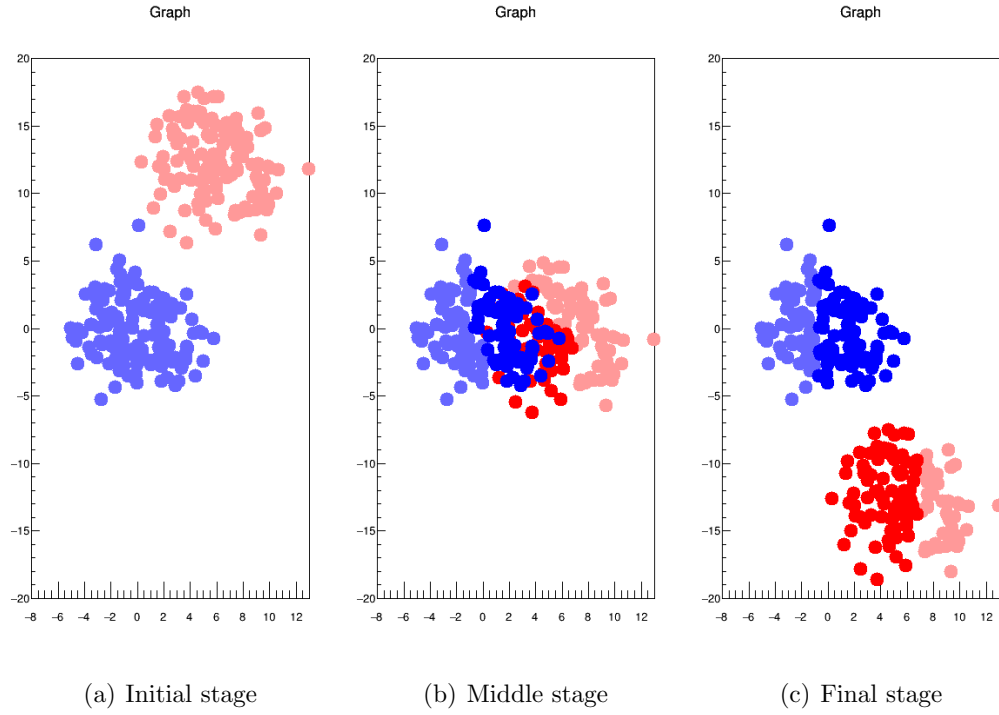 Graph Graph Graph
20 20 20
15 15 15
10 10 10
5 5 5
0 0 0
−5 −5 −5
−10 −10 −10
−15 −15 −15
−20 −20 −20
−8 −6 −4 −2 0 2 4 6 8 10 12 −8 −6 −4 −2 0 2 4 6 8 10 12 −8 −6 −4 −2 0 2 4 6 8 10 12
(a) Initial stage (b) Middle stage (c) Final stage